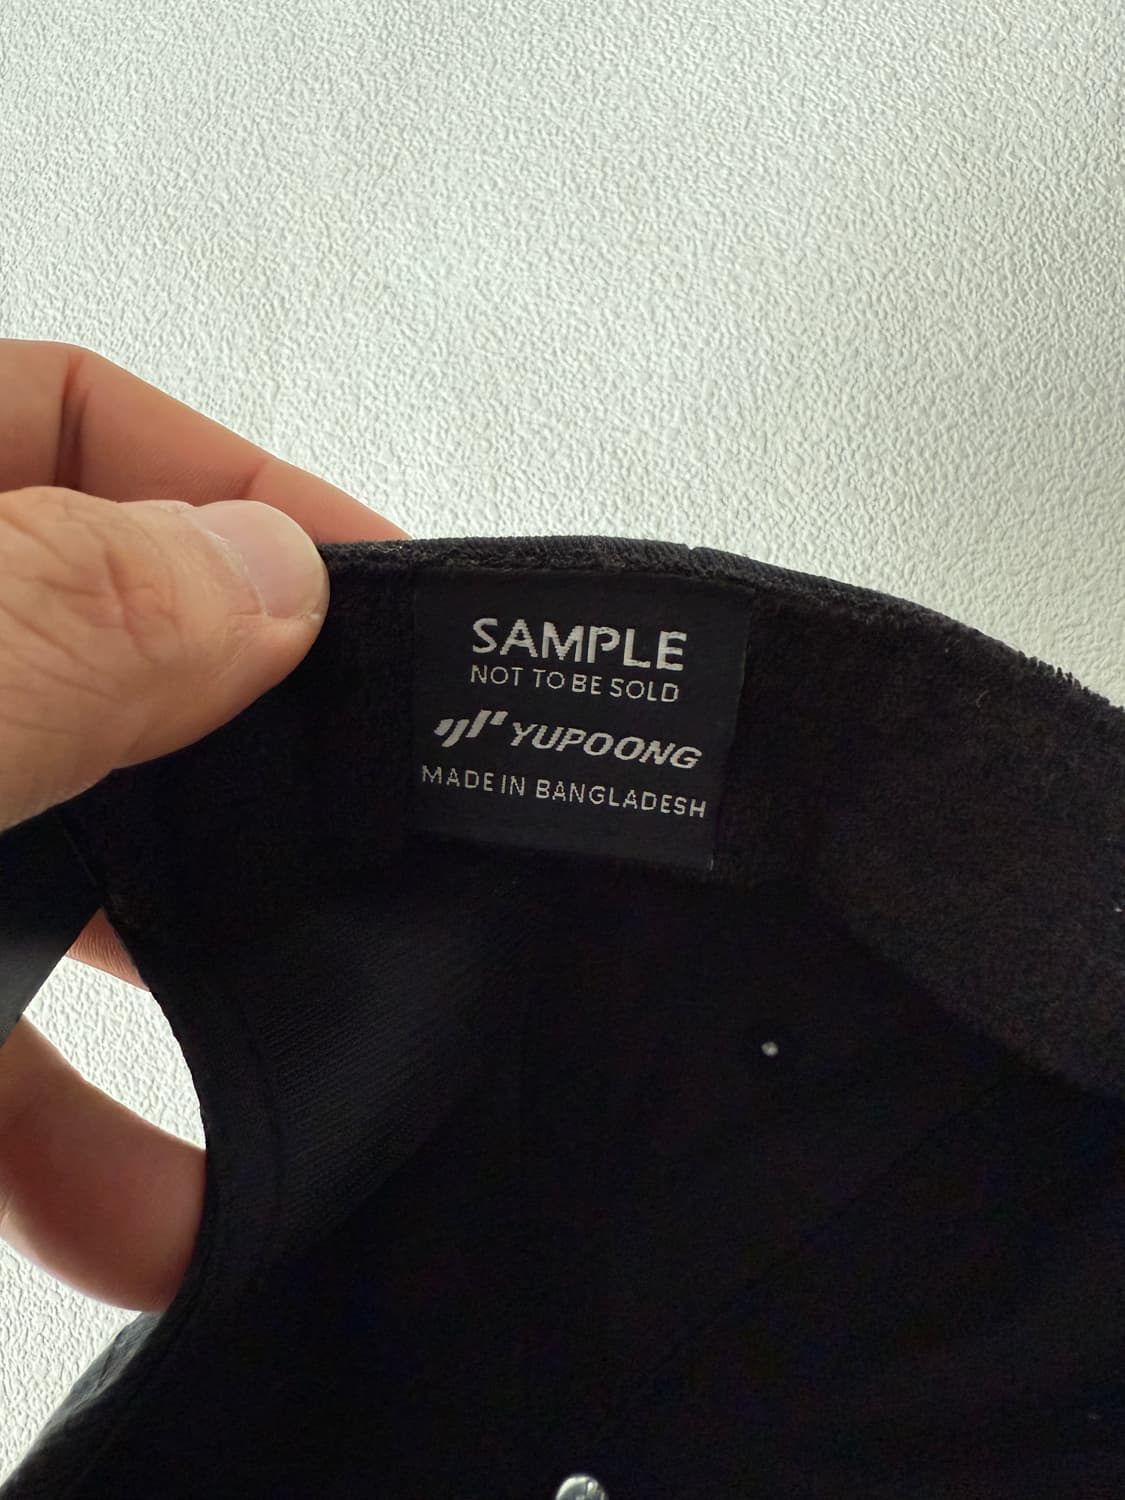 SAMPLE
NOT TO BE SOLD
YUPOONG
MADE IN BANGLADESH